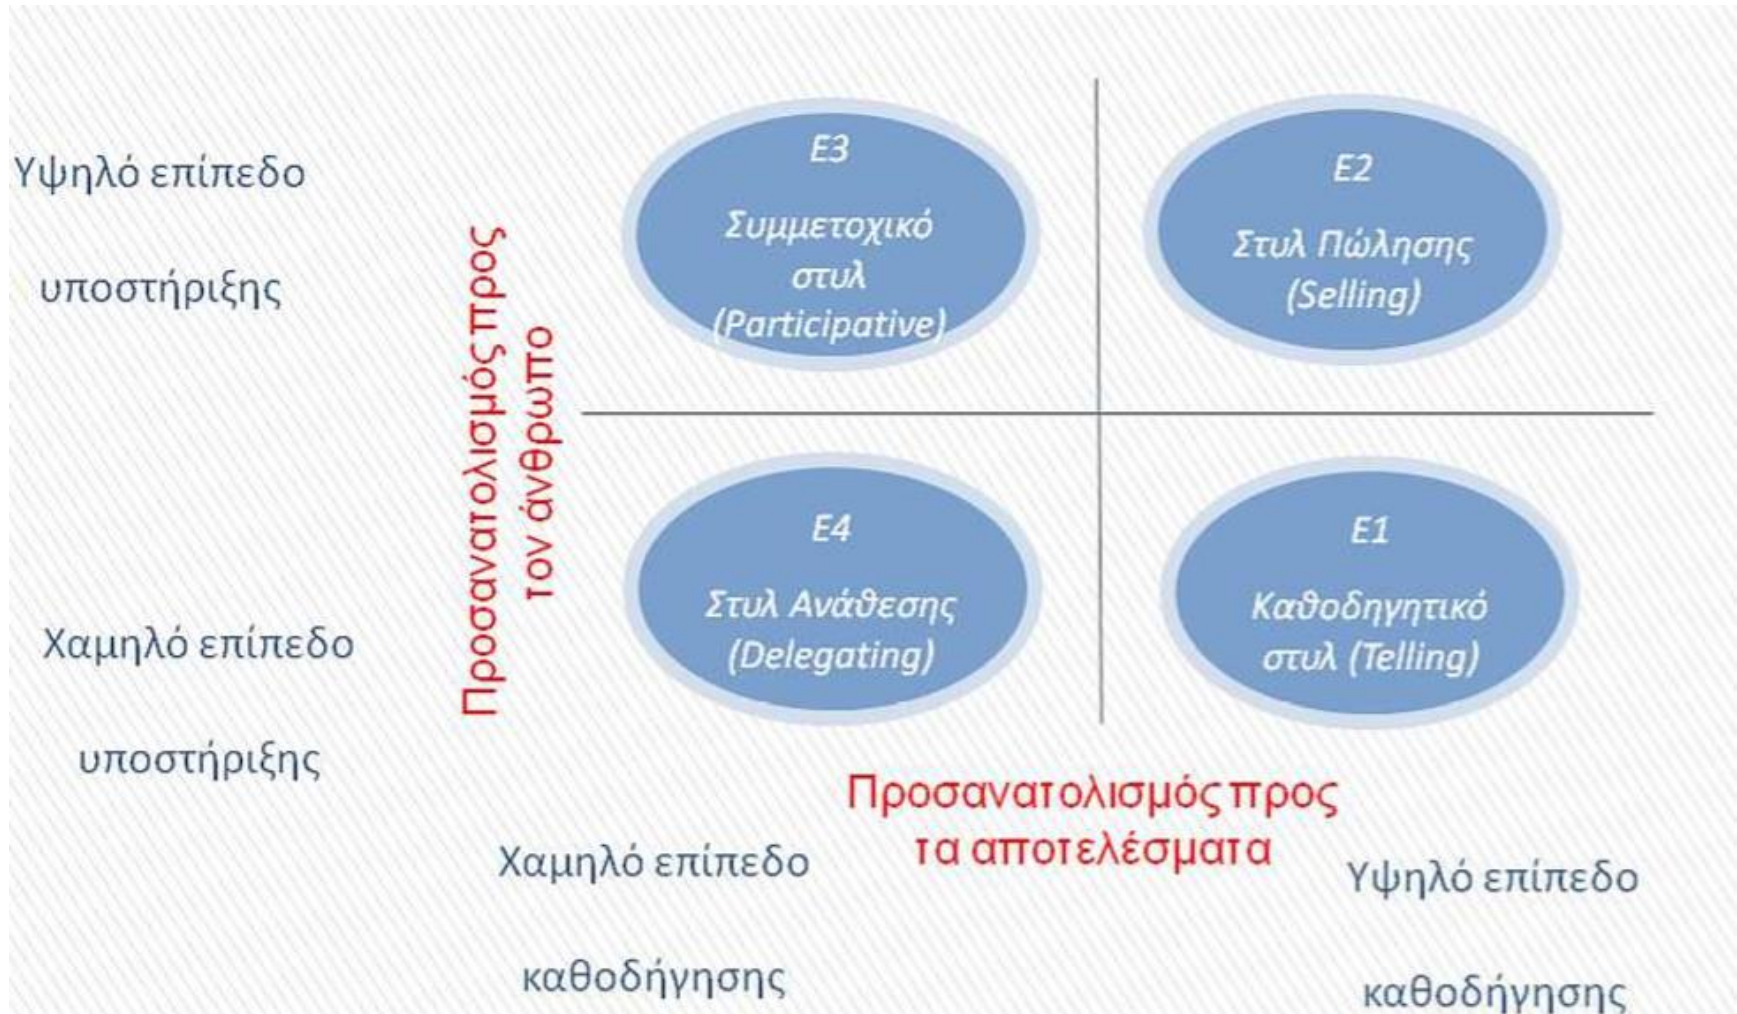 Υψηλό επίπεδο
υποστήριξης
Προσανατολισμός προς
τον άνθρωπο
E3
Συμμετοχικό
στυλ
(Participative)
E2
Στυλ Πώλησης
(Selling)
Χαμηλό επίπεδο
υποστήριξης
E4
Στυλ Ανάθεσης
(Delegating)
E1
Καθοδηγητικό
στυλ (Telling)
Προσανατολισμός προς
τα αποτελέσματα
Χαμηλό επίπεδο
καθοδήγησης
Υψηλό επίπεδο
καθοδήγησης